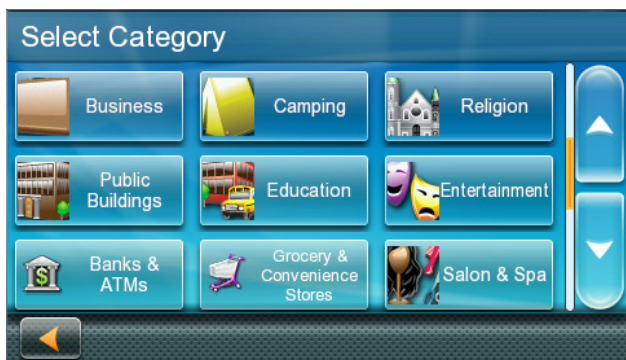 Select Category
Business
Camping
Religion
Public
Buildings
Education
Entertainment
Banks &
ATMs
Grocery &
Convenience
Stores
Salon & Spa